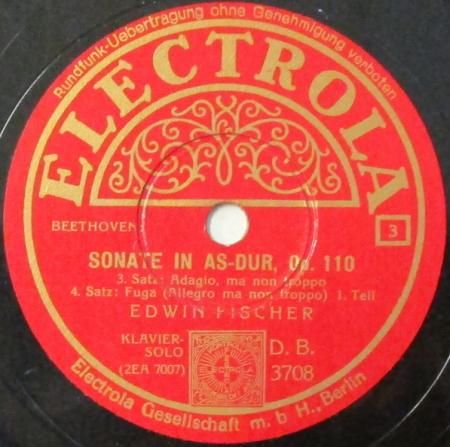 Rundfunk-Uebertragung ohne Genehmigung verboten
ELECTROLA
BEETHOVEN
3
SONATE IN AS-DUR, Op. 110
3. Satz: Adagio, ma non troppo
4. Satz: Fuga (Allegro ma non troppo) 1. Teil
EDWIN FISCHER
KLAVIER-
SOLO
D. B.
(2EA 7007)
3708
Electrola Gesellschaft m. b H., Berlin